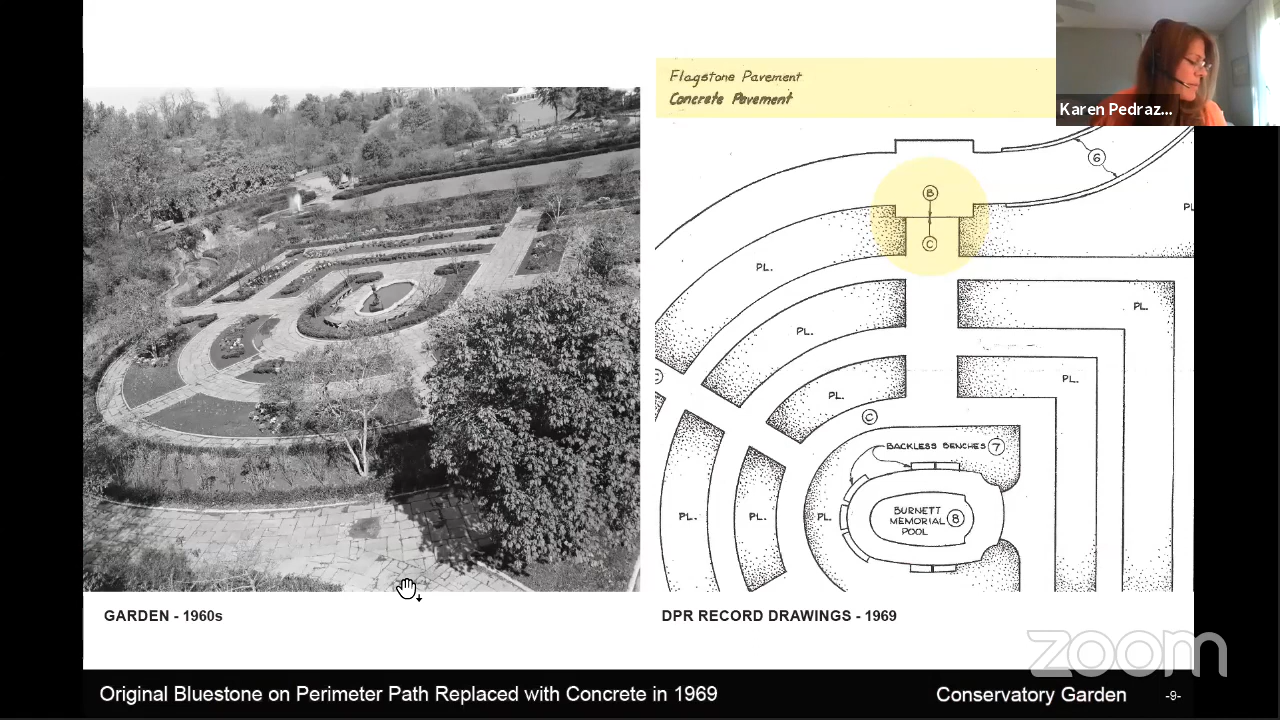 Flagstone Pavement
Concrete Pavement
Karen Pedraz...
6
B
C
PL.
PL.
PL.
PL.
PL.
PL.
C
BACKLESS BENCHES 7
PL.
PL.
PL.
BURNETT
MEMORIAL 8
POOL
GARDEN - 1960s
DPR RECORD DRAWINGS - 1969
zoom
Original Bluestone on Perimeter Path Replaced with Concrete in 1969
Conservatory Garden
-9-